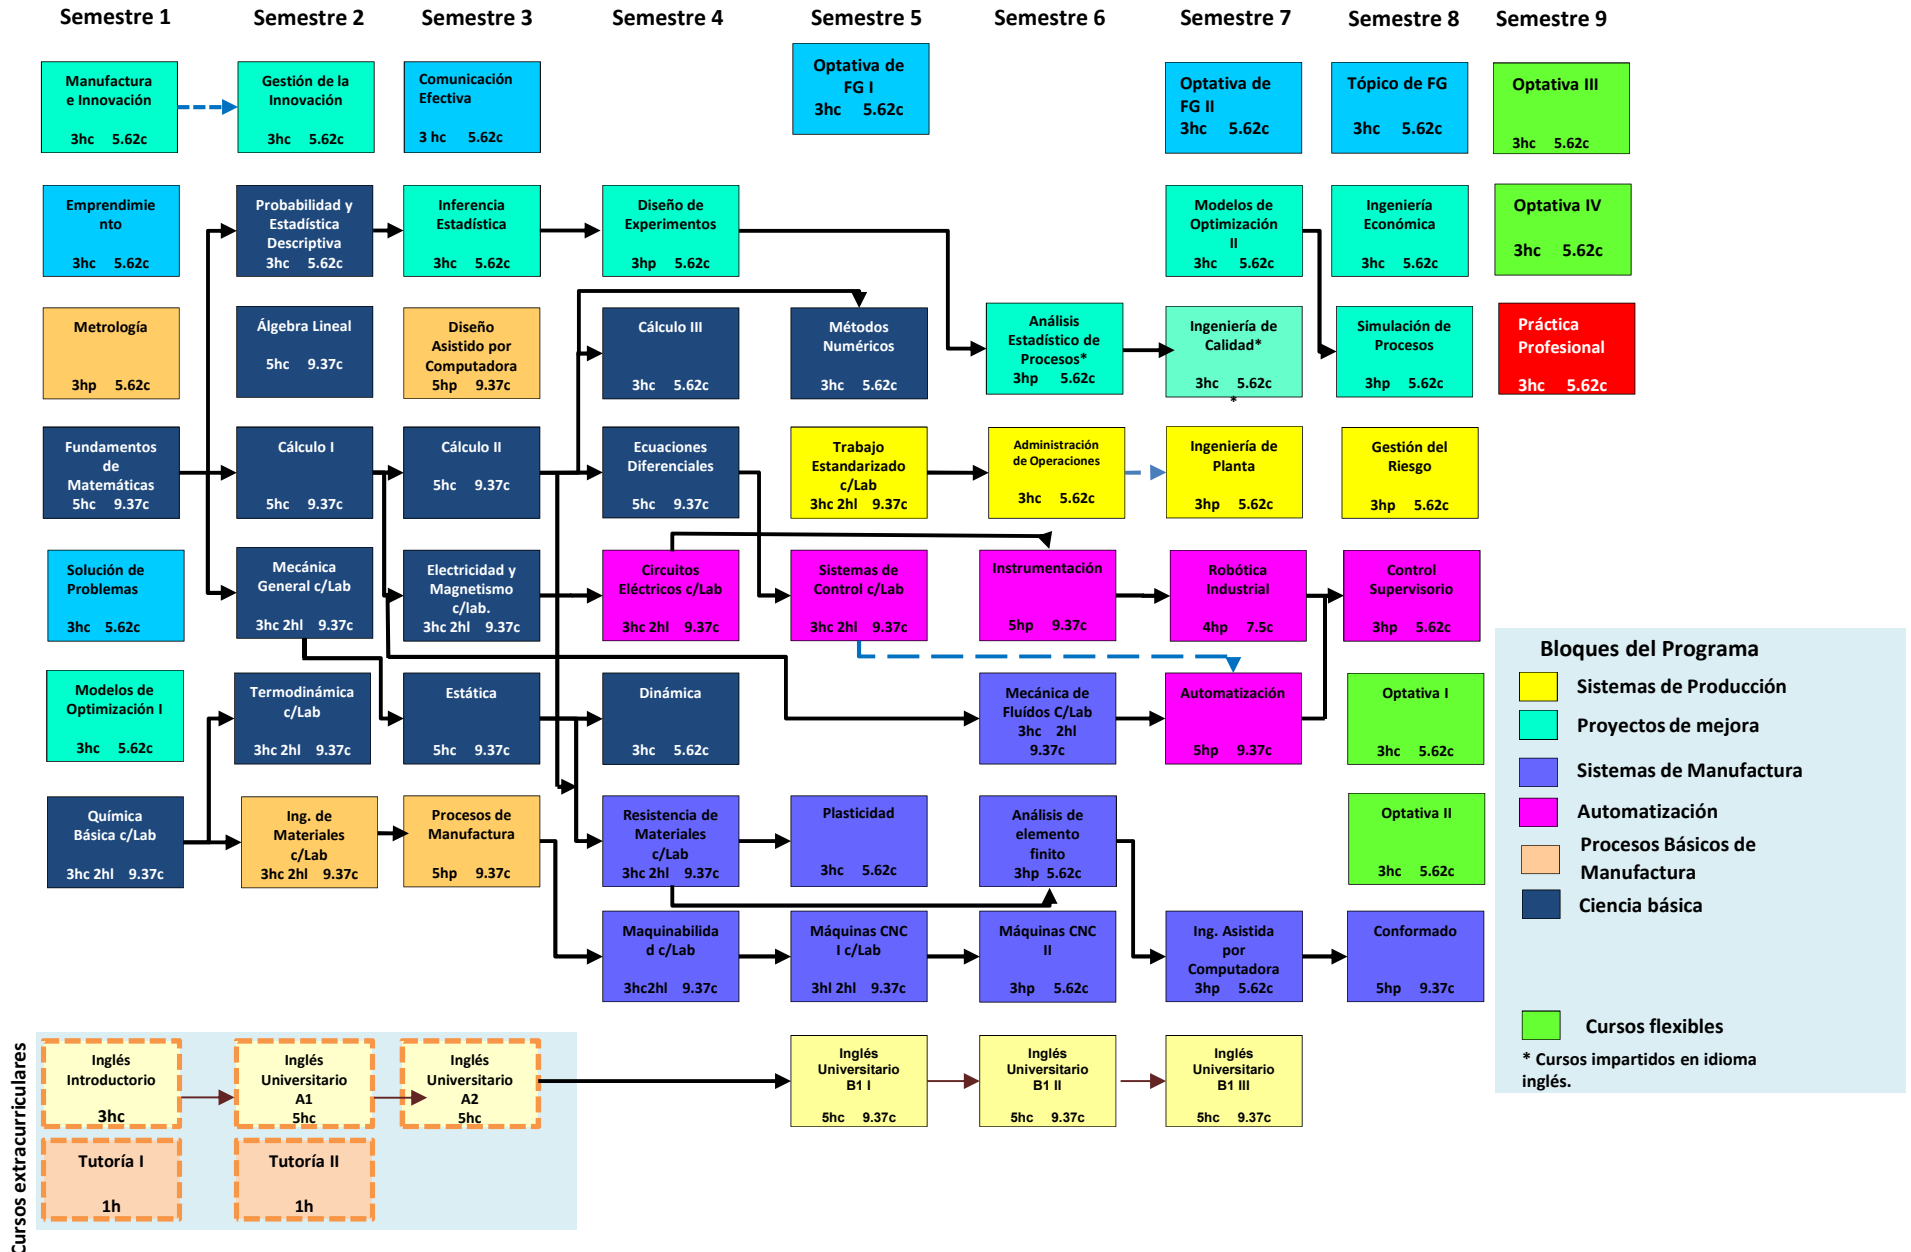 Semestre 1
Semestre 2
Semestre 3
Semestre 4
Semestre 5
Semestre 6
Semestre 7
Semestre 8
Semestre 9
Manufactura
e Innovación
3hc 5.62c
Gestión de la
Innovación
3hc 5.62c
Comunicación
Efectiva
3 hc 5.62c
Optativa de
FG I
3hc 5.62c
Optativa de
FG II
3hc 5.62c
Tópico de FG
3hc 5.62c
Optativa III
3hc 5.62c
Emprendimie
nto
3hc 5.62c
Probabilidad y
Estadística
Descriptiva
3hc 5.62c
Inferencia
Estadística
3hc 5.62c
Diseño de
Experimentos
3hp 5.62c
Modelos de
Optimización
II
3hc 5.62c
Ingeniería
Económica
3hc 5.62c
Optativa IV
3hc 5.62c
Metrología
3hp 5.62c
Álgebra Lineal
5hc 9.37c
Diseño
Asistido por
Computadora
5hp 9.37c
Cálculo III
3hc 5.62c
Métodos
Numéricos
3hc 5.62c
Análisis
Estadístico de
Procesos*
3hp 5.62c
Ingeniería de
Calidad*
3hc 5.62c
*
Simulación de
Procesos
3hp 5.62c
Práctica
Profesional
3hc 5.62c
Fundamentos
de
Matemáticas
5hc 9.37c
Cálculo I
5hc 9.37c
Cálculo II
5hc 9.37c
Ecuaciones
Diferenciales
5hc 9.37c
Trabajo
Estandarizado
c/Lab
3hc 2hl 9.37c
Administración
de Operaciones
3hc 5.62c
Ingeniería de
Planta
3hp 5.62c
Gestión del
Riesgo
3hp 5.62c
Solución de
Problemas
3hc 5.62c
Mecánica
General c/Lab
3hc 2hl 9.37c
Electricidad y
Magnetismo
c/lab.
3hc 2hl 9.37c
Circuitos
Eléctricos c/Lab
3hc 2hl 9.37c
Sistemas de
Control c/Lab
3hc 2hl 9.37c
Instrumentación
5hp 9.37c
Robótica
Industrial
4hp 7.5c
Control
Supervisorio
3hp 5.62c
Modelos de
Optimización I
3hc 5.62c
Termodinámica
c/Lab
3hc 2hl 9.37c
Estática
5hc 9.37c
Dinámica
3hc 5.62c
Mecánica de
Fluídos C/Lab
3hc 2hl
9.37c
Automatización
5hp 9.37c
Optativa I
3hc 5.62c
Química
Básica c/Lab
3hc 2hl 9.37c
Ing. de
Materiales
c/Lab
3hc 2hl 9.37c
Procesos de
Manufactura
5hp 9.37c
Resistencia de
Materiales
c/Lab
3hc 2hl 9.37c
Plasticidad
3hc 5.62c
Análisis de
elemento
finito
3hp 5.62c
Optativa II
3hc 5.62c
Maquinabilida
d c/Lab
3hc2hl 9.37c
Máquinas CNC
I c/Lab
3hl 2hl 9.37c
Máquinas CNC
II
3hp 5.62c
Ing. Asistida
por
Computadora
3hp 5.62c
Conformado
5hp 9.37c
Bloques del Programa
Sistemas de Producción
Proyectos de mejora
Sistemas de Manufactura
Automatización
Procesos Básicos de
Manufactura
Ciencia básica
Cursos flexibles
* Cursos impartidos en idioma
inglés.
Cursos extracurriculares
Inglés
Introductorio
3hc
Inglés
Universitario
A1
5hc
Inglés
Universitario
A2
5hc
Inglés
Universitario
B1 I
5hc 9.37c
Inglés
Universitario
B1 II
5hc 9.37c
Inglés
Universitario
B1 III
5hc 9.37c
Tutoría I
1h
Tutoría II
1h